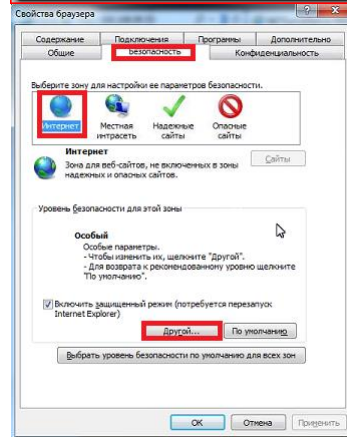 Свойства браузера
Содержание Подключения Программы Дополнительно
Общие Безопасность Конфиденциальность
Выберите зону для настройки ее параметров безопасности.
Интернет Местная интрасеть Надежные сайты Опасные сайты
Интернет
Зона для веб-сайтов, не включенных в зоны
надежных и опасных сайтов.
Сайты
Уровень безопасности для этой зоны
Особый
Особые параметры.
- Чтобы изменить их, щелкните "Другой".
- Для возврата к рекомендованному уровню щелкните
"По умолчанию".
Включить защищенный режим (потребуется перезапуск
Internet Explorer)
Другой... По умолчанию
Выбрать уровень безопасности по умолчанию для всех зон
ОК Отмена Применить